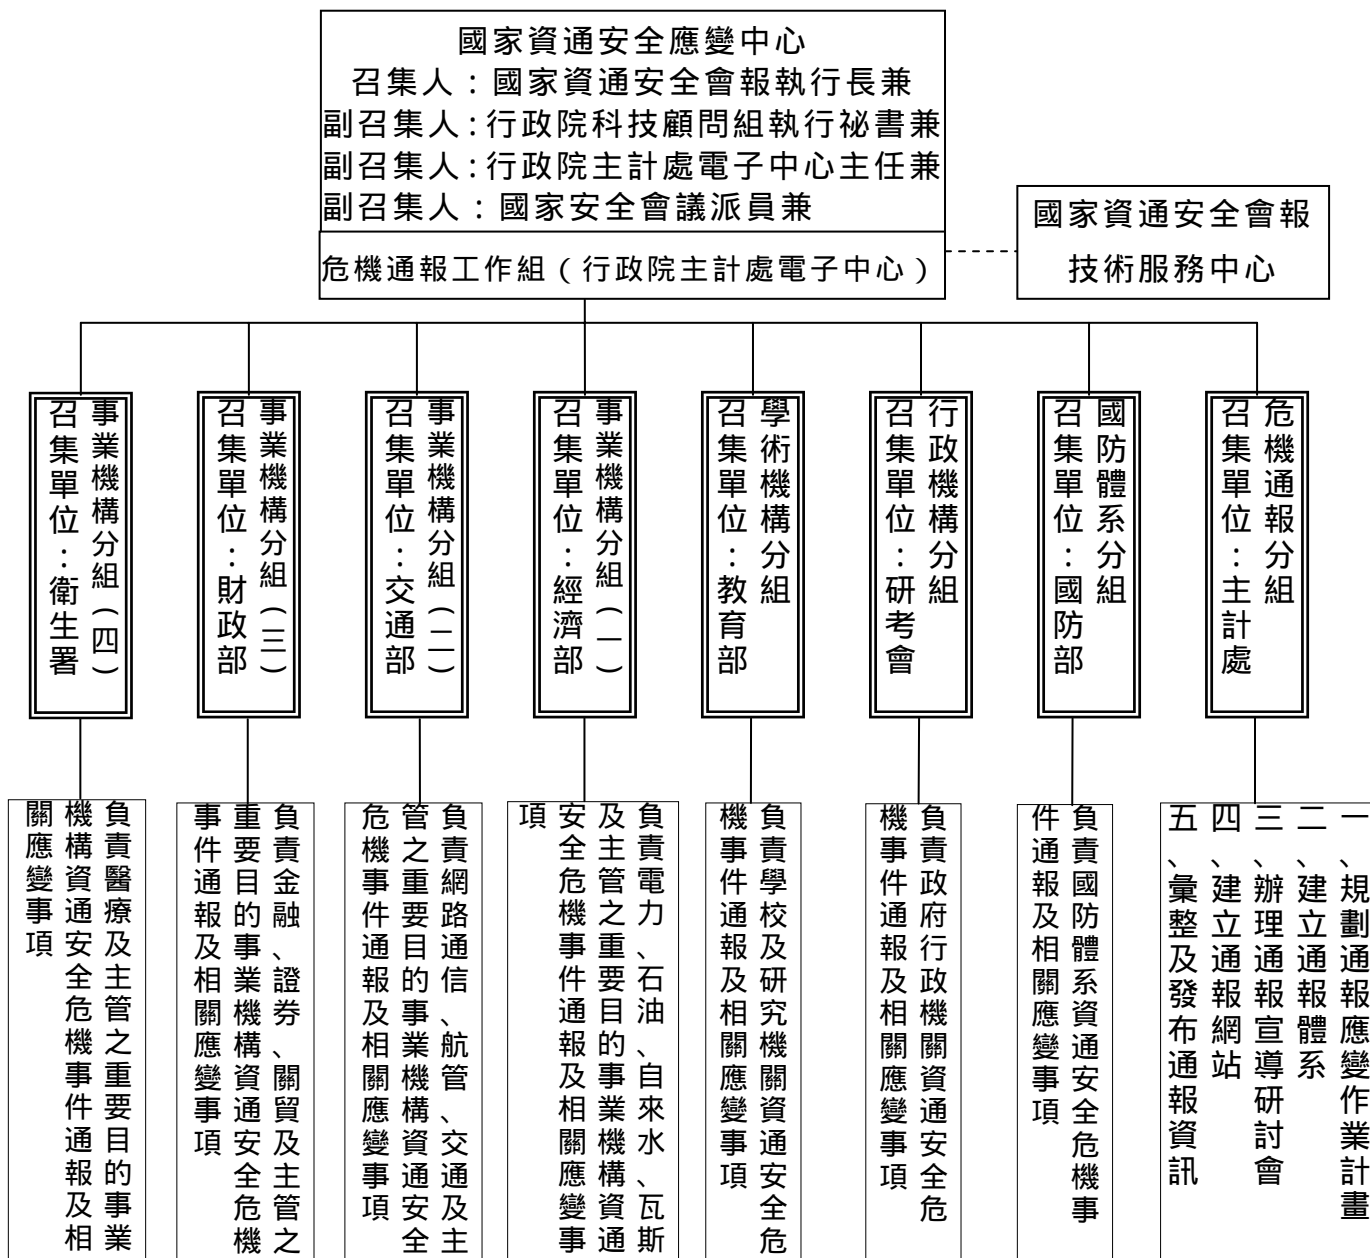 國家資通安全應變中心
召集人：國家資通安全會報執行長兼
副召集人：行政院科技顧問組執行祕書兼
副召集人：行政院主計處電子中心主任兼
副召集人：國家安全會議派員兼
危機通報工作組（行政院主計處電子中心）
國家資通安全會報
技術服務中心
危機通報分組
召集單位：主計處
國防體系分組
召集單位：國防部
行政機構分組
召集單位：研考會
學術機構分組
召集單位：教育部
事業機構分組（一）
召集單位：經濟部
事業機構分組（二）
召集單位：交通部
事業機構分組（三）
召集單位：財政部
事業機構分組（四）
召集單位：衛生署
一、規劃通報應變作業計畫
二、建立通報體系
三、辦理通報宣導研討會
四、建立通報網站
五、彙整及發布通報資訊
負責國防體系資通安全危機事
件通報及相關應變事項
負責政府行政機關資通安全危
機事件通報及相關應變事項
負責學校及研究機關資通安全危
機事件通報及相關應變事項
負責電力、石油、自來水、瓦斯
及主管之重要目的事業機構資通
安全危機事件通報及相關應變事
項
負責網路通信、航管、交通及主
管之重要目的事業機構資通安全
危機事件通報及相關應變事項
負責金融、證券、關貿及主管之
重要目的事業機構資通安全危機
事件通報及相關應變事項
負責醫療及主管之重要目的事業
機構資通安全危機事件通報及相
關應變事項